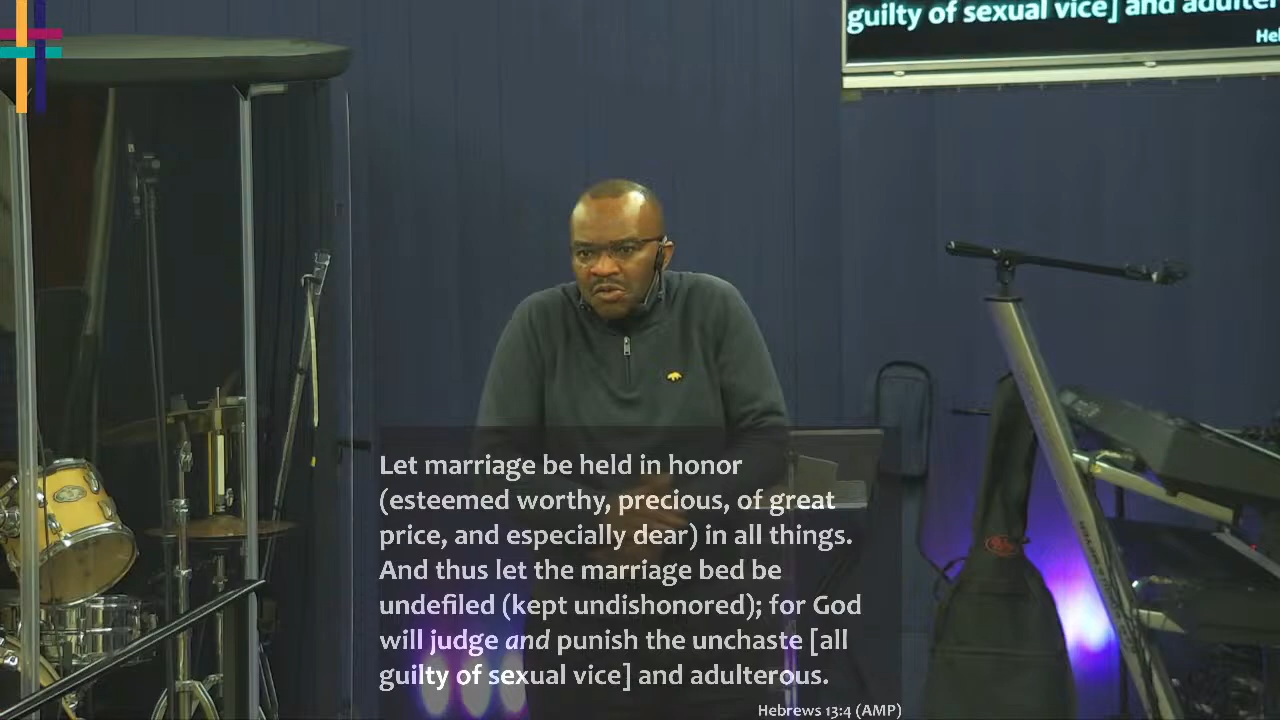 guilty of sexual vice] and adulter
Heb
Let marriage be held in honor
(esteemed worthy, precious, of great
price, and especially dear) in all things.
And thus let the marriage bed be
undefiled (kept undishonored); for God
will judge and punish the unchaste [all
guilty of sexual vice] and adulterous.
Hebrews 13:4 (AMP)